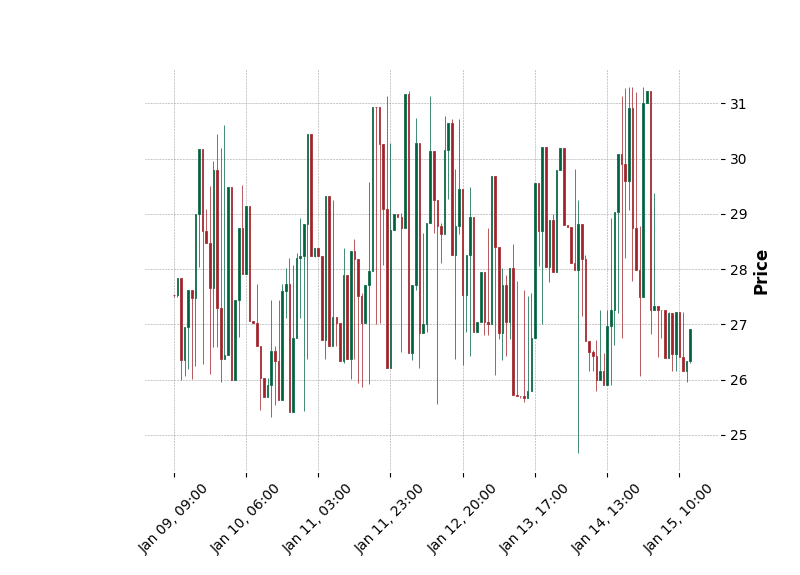 31
30
29
28
27
26
25
Price
Jan 09, 09:00
Jan 10, 06:00
Jan 11, 03:00
Jan 11, 23:00
Jan 12, 20:00
Jan 13, 17:00
Jan 14, 13:00
Jan 15, 10:00